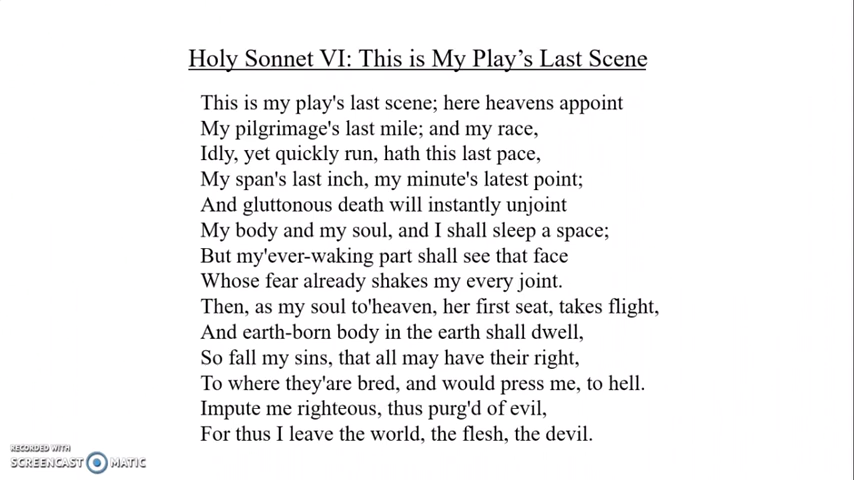 Holy Sonnet VI: This is My Play’s Last Scene
This is my play's last scene; here heavens appoint
My pilgrimage's last mile; and my race,
Idly, yet quickly run, hath this last pace,
My span's last inch, my minute's latest point;
And gluttonous death will instantly unjoint
My body and my soul, and I shall sleep a space;
But my'ever-waking part shall see that face
Whose fear already shakes my every joint.
Then, as my soul to'heaven, her first seat, takes flight,
And earth-born body in the earth shall dwell,
So fall my sins, that all may have their right,
To where they'are bred, and would press me, to hell.
Impute me righteous, thus purg'd of evil,
For thus I leave the world, the flesh, the devil.
RECORDED WITH
SCREENCAST MATIC